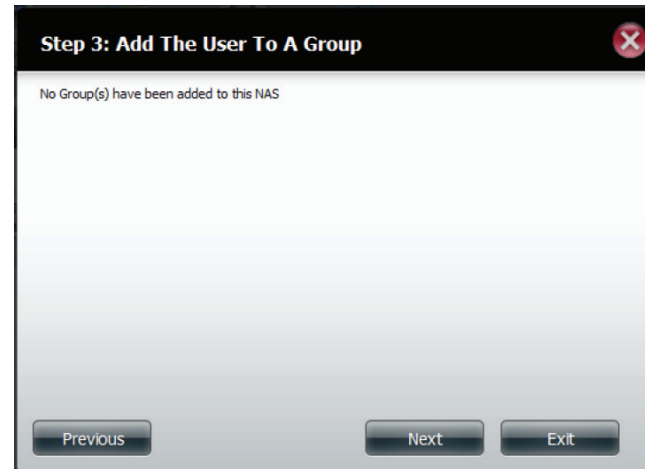 Step 3: Add The User To A Group
No Group(s) have been added to this NAS
Previous
Next
Exit